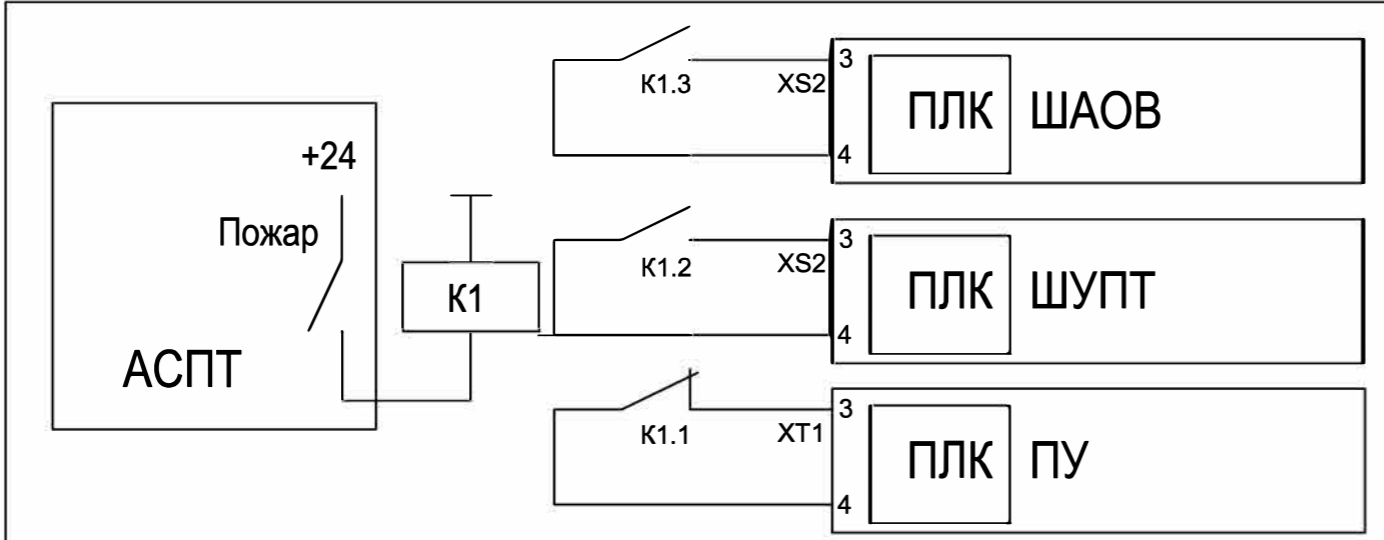 К1.3 XS2 3 ПЛК ШАОВ
4
+24
Пожар
К1.2 XS2 3 ПЛК ШУПТ
К1
4
АСПТ
К1.1 XT1 3 ПЛК ПУ
4